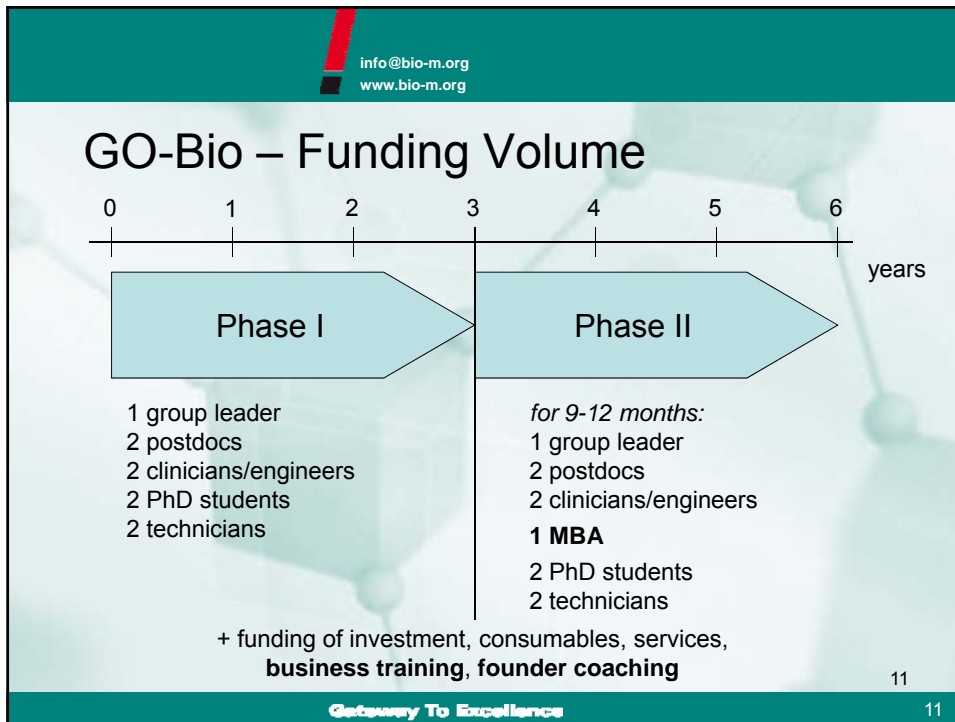 info@bio-m.org
www.bio-m.org
GO-Bio – Funding Volume
0 1 2 3 4 5 6
years
Phase I
Phase II
1 group leader
2 postdocs
2 clinicians/engineers
2 PhD students
2 technicians
for 9-12 months:
1 group leader
2 postdocs
2 clinicians/engineers
1 MBA
2 PhD students
2 technicians
+ funding of investment, consumables, services,
business training, founder coaching
11
Gateway To Excellence
11